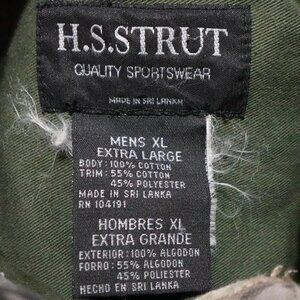 H.S.STRUT
QUALITY SPORTSWEAR
MADE IN SRI LANKA
MENS XL
EXTRA LARGE
BODY: 100% COTTON
TRIM: 55% COTTON
45% POLYESTER
MADE IN SRI LANKA
RN 104191
HOMBRES XL
EXTRA GRANDE
EXTERIOR: 100% ALGODON
FORRO: 55% ALGODON
45% POLIESTER
HECHO EN SRI LANKA